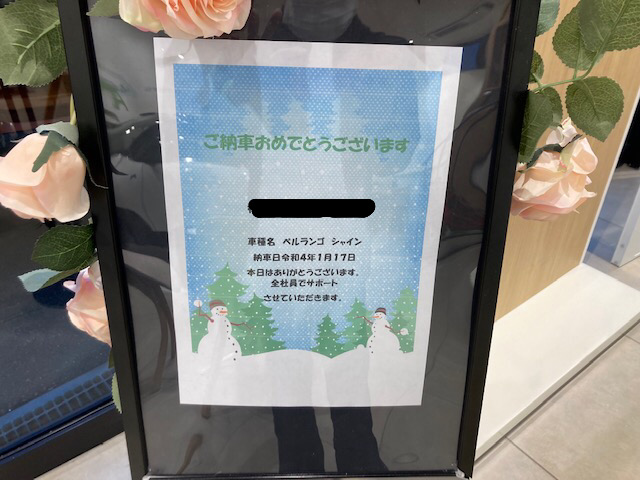 ご納車おめでとうございます
車種名 ベルランゴ シャイン
納車日令和4年1月17日
本日はありがとうございます。
全社員でサポート
させていただきます。